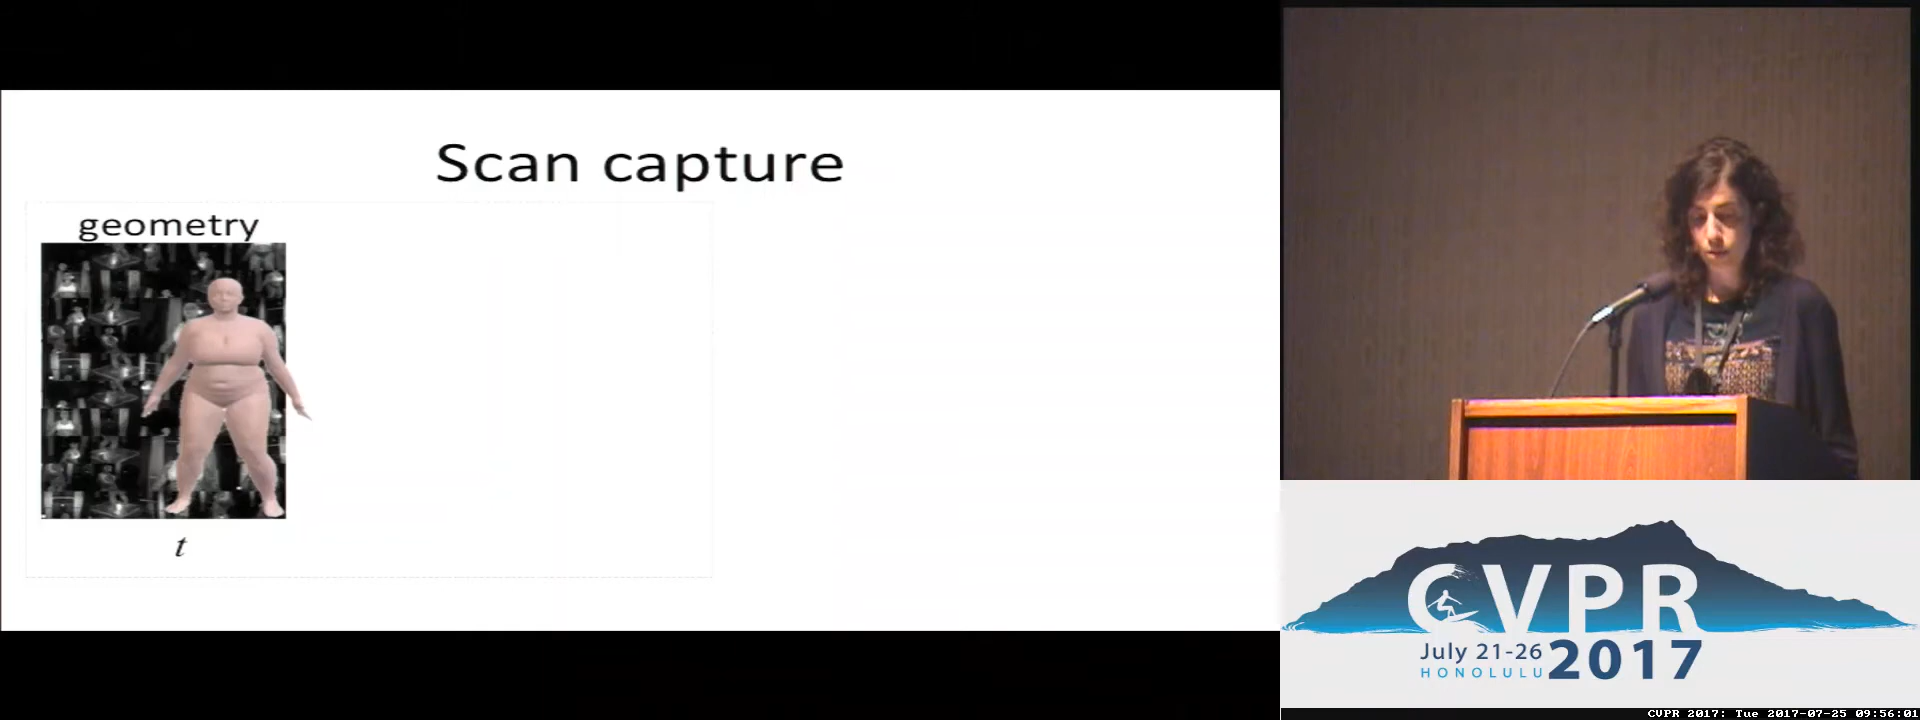 Scan capture
geometry
t
CVPR
July 21-26
HONOLULU
2017
CVPR 2017: Tue 2017-07-25 09:56:01